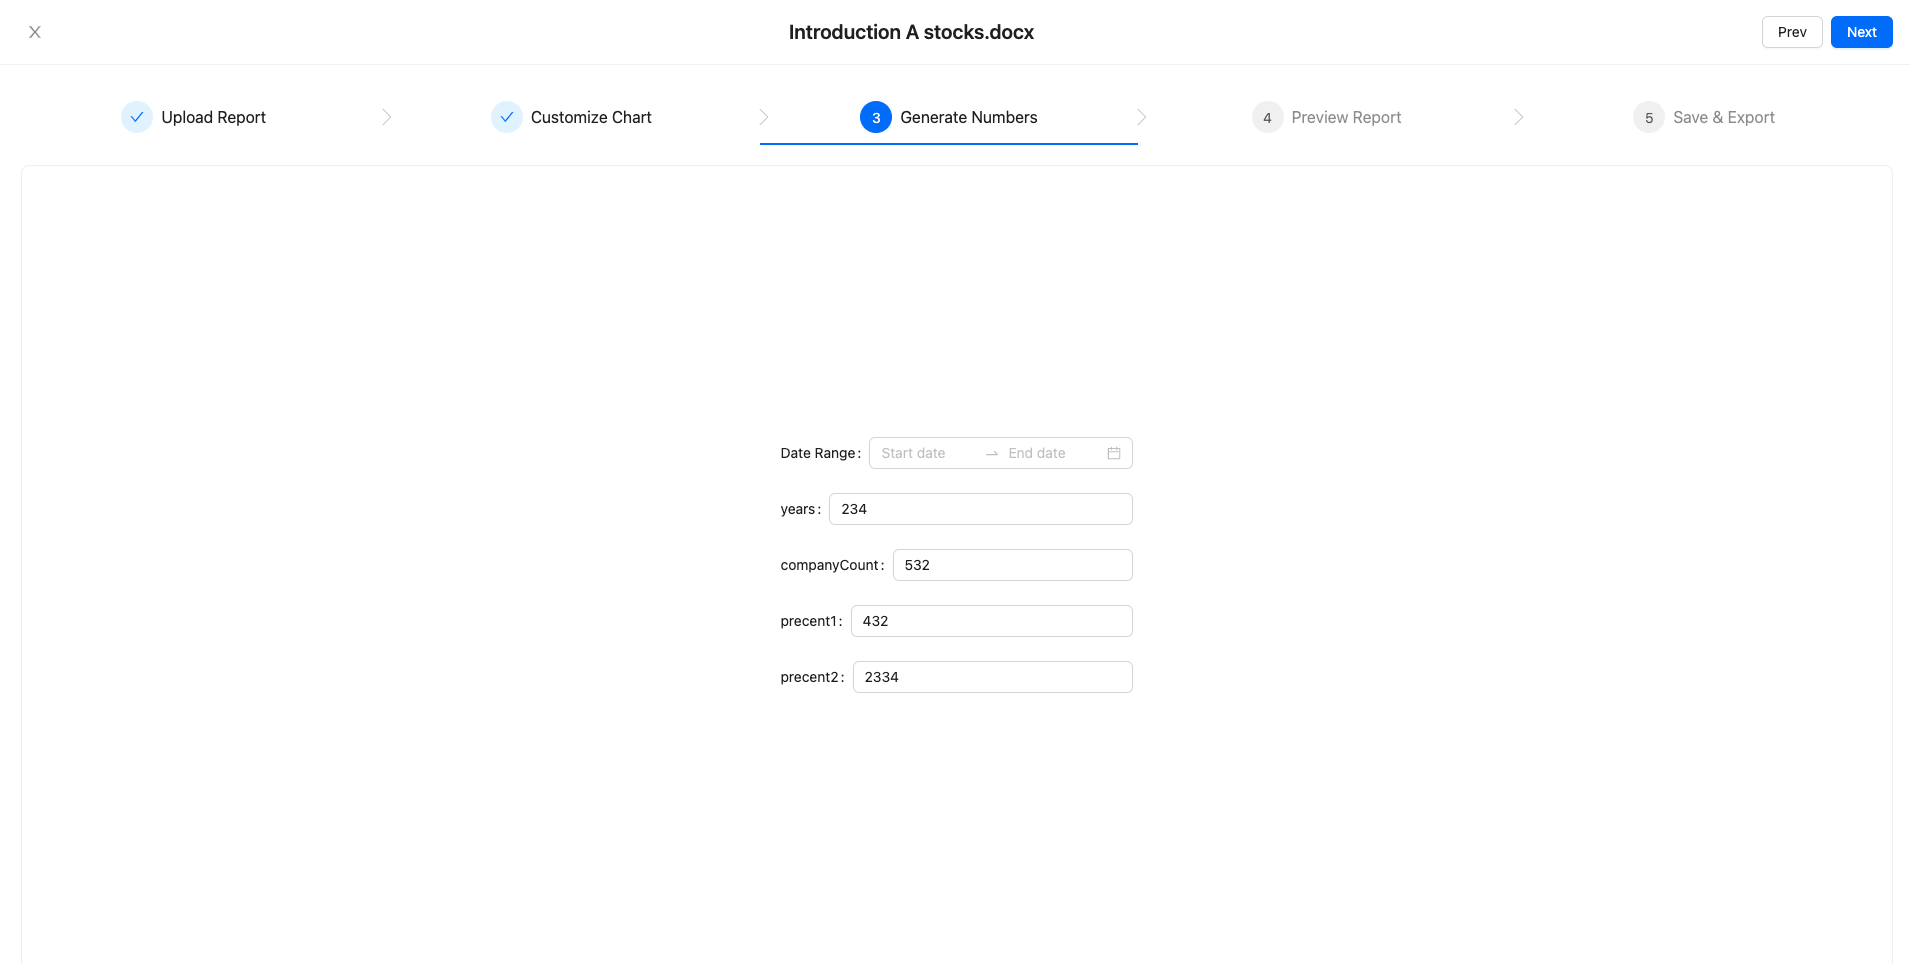 Introduction A stocks.docx
Prev
Next
Upload Report
Customize Chart
3 Generate Numbers
4 Preview Report
5 Save & Export
Date Range: Start date End date
years: 234
companyCount: 532
precent1: 432
precent2: 2334